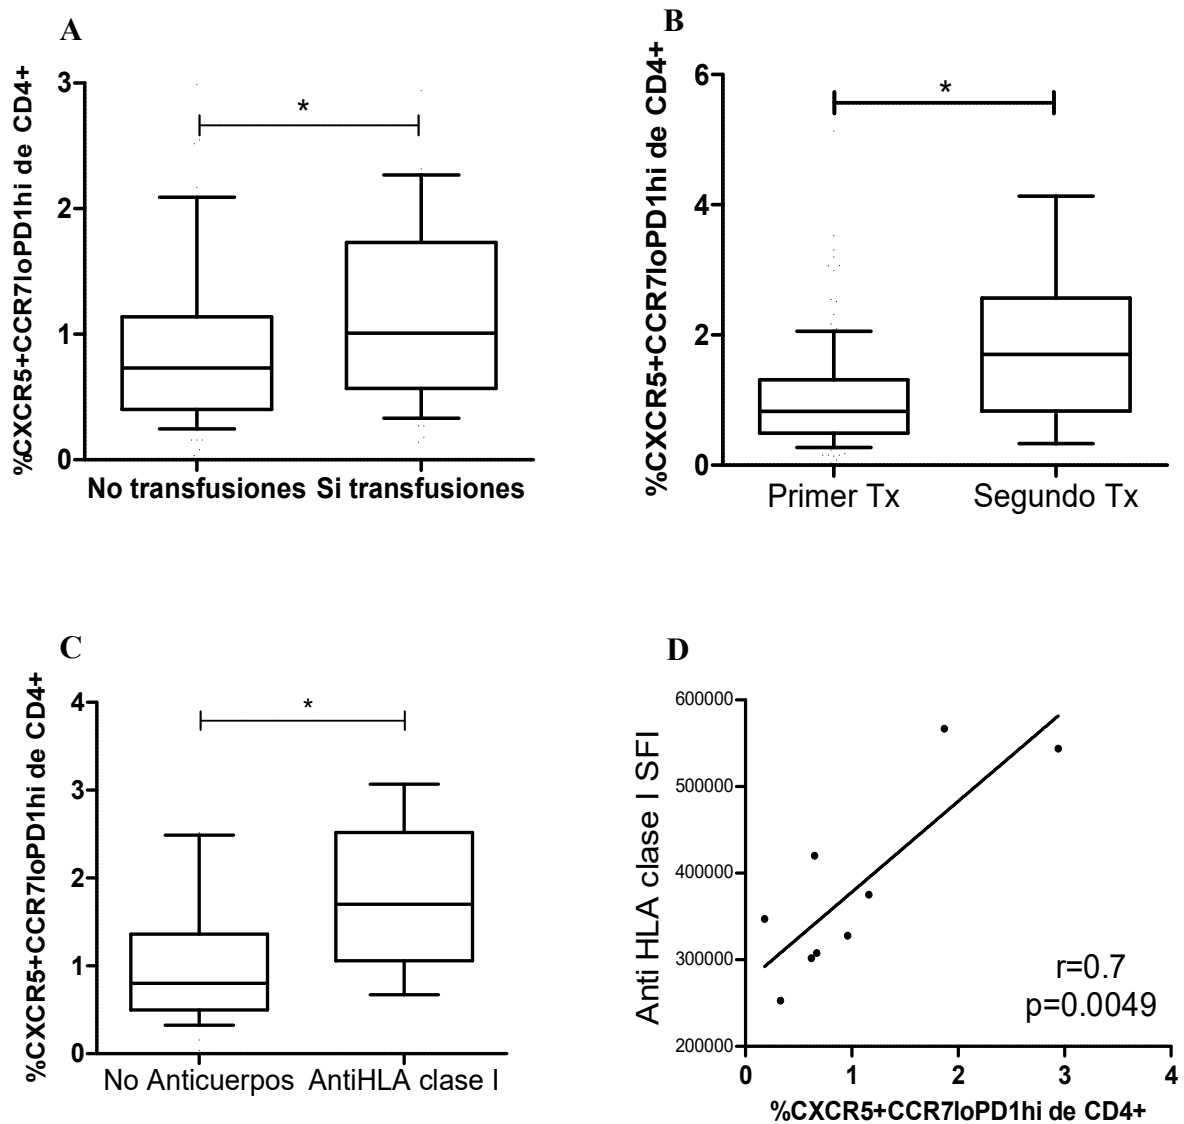 A
%CXCR5+CCR7loPD1hi de CD4+
3
2
1
0
*
No transfusiones
Si transfusiones
B
%CXCR5+CCR7loPD1hi de CD4+
6
4
2
0
*
Primer Tx
Segundo Tx
C
%CXCR5+CCR7loPD1hi de CD4+
4
3
2
1
0
*
No Anticuerpos
AntiHLA clase I
D
Anti HLA clase I SFI
600000
500000
400000
300000
200000
r=0.7
p=0.0049
0
1
2
3
4
%CXCR5+CCR7loPD1hi de CD4+